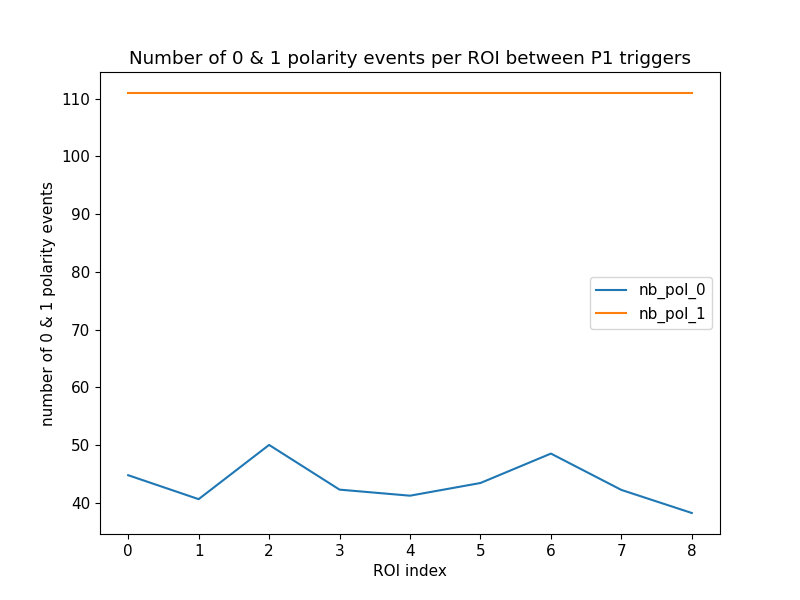 Number of 0 & 1 polarity events per ROI between P1 triggers
110
100
90
80
70
60
50
40
number of 0 & 1 polarity events
nb_pol_0
nb_pol_1
0 1 2 3 4 5 6 7 8
ROI index